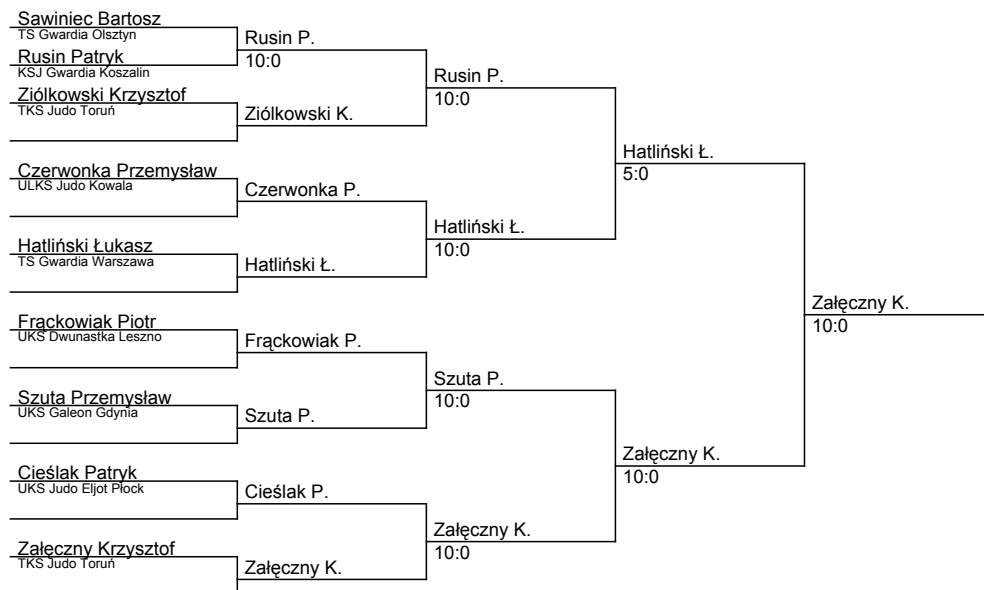 Sawiniec Bartosz
TS Gwardia Olsztyn
Rusin Patryk
KSJ Gwardia Koszalin
Ziółkowski Krzysztof
TKS Judo Toruń
Czerwonka Przemysław
ULKS Judo Kowala
Hatliński Łukasz
TS Gwardia Warszawa
Frąckowiak Piotr
UKS Dwunastka Leszno
Szuta Przemysław
UKS Galeon Gdynia
Cieślak Patryk
UKS Judo Eljot Płock
Załęczny Krzysztof
TKS Judo Toruń
Rusin P.
10:0
Ziólkowski K.
Czerwonka P.
Hatliński Ł.
Frąckowiak P.
Szuta P.
Cieślak P.
Załęczny K.
Rusin P.
10:0
Hatliński Ł.
10:0
Szuta P.
10:0
Załęczny K.
10:0
Hatliński Ł.
5:0
Załęczny K.
10:0
Załęczny K.
10:0